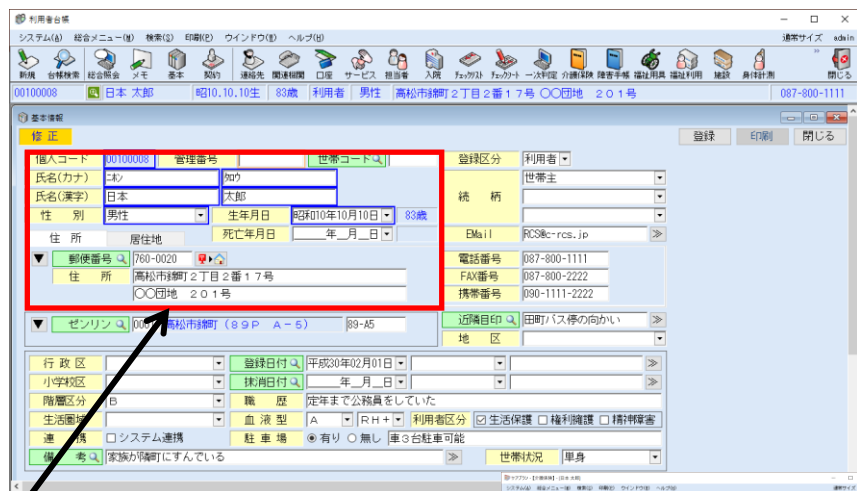 利用者台帳
システム(A) 総合メニュー(M) 検索(S) 印刷(P) ウインドウ(D) ヘルプ(H) 通常サイズ admin
新規 台帳検索 総合照会 メモ 基本 契約 連絡先 関連機関 口座 サービス 担当者 入院 ﾁｪｯｸﾘｽﾄ ﾁｪｯｸｼｰﾄ 一次判定 介護保険 障害手帳 福祉用具 福祉利用 施設 身体計測 閉じる
00100008 日本 太郎 昭10.10.10生 83歳 利用者 男性 高松市錦町２丁目２番１７号 〇〇団地 ２０１号 087-800-1111
基本情報
修正 登録 印刷 閉じる
個人コード 00100008 管理番号 世帯コード 登録区分 利用者
氏名(カナ) ﾆﾎﾝ ﾀﾛｳ 世帯主
氏名(漢字) 日本 太郎 続 柄
性 別 男性 生年月日 昭和10年10月10日 83歳
住 所 居住地 死亡年月日 ____年__月__日 EMail RCS@c-rcs.jp
▼ 郵便番号 760-0020 電話番号 087-800-1111
住 所 高松市錦町２丁目２番１７号 FAX番号 087-800-2222
〇〇団地 ２０１号 携帯番号 090-1111-2222
▼ ゼンリン 高松市錦町（８９Ｐ Ａ－５） 89-A5 近隣目印 田町バス停の向かい
地 区
行 政 区 登録日付 平成30年02月01日
小学校区 抹消日付 ____年__月__日
階層区分 B 職 歴 定年まで公務員をしていた
生活圏域 血 液 型 A RH+ 利用者区分 生活保護 権利擁護 精神障害
連 携 システム連携 駐 車 場 有り 無し 車３台駐車可能
備 考 家族が隣町にすんでいる 世帯状況 単身